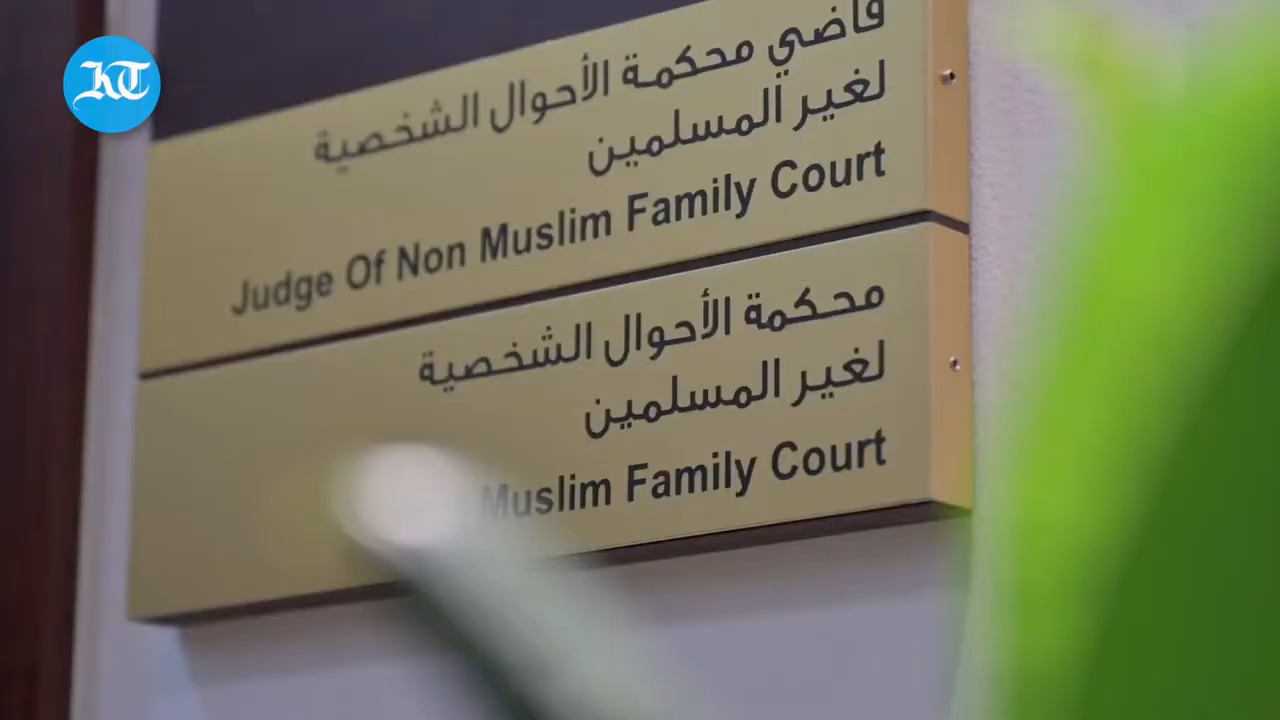 KT
قاضي محكمة الأحوال الشخصية
لغير المسلمين
Judge Of Non Muslim Family Court
محكمة الأحوال الشخصية
لغير المسلمين
Muslim Family Court